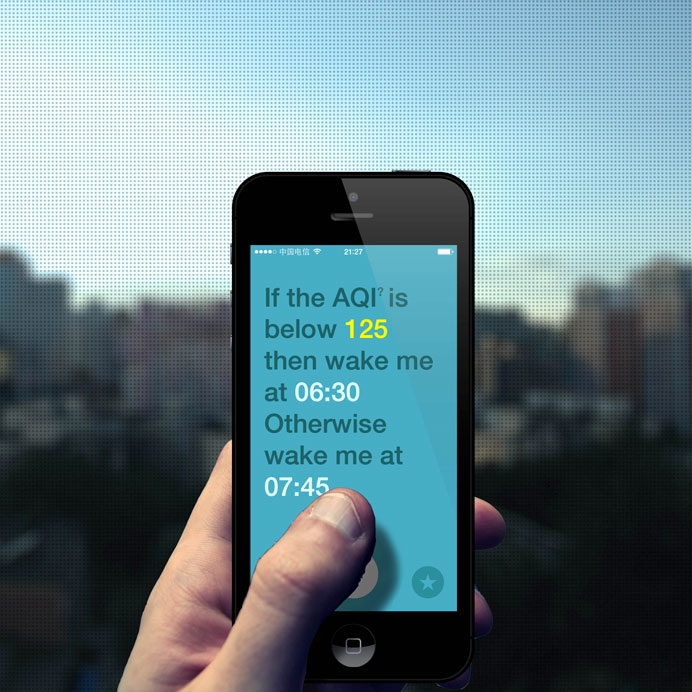 中国电信 21:27
If the AQI? is
below 125
then wake me
at 06:30
Otherwise
wake me at
07:45